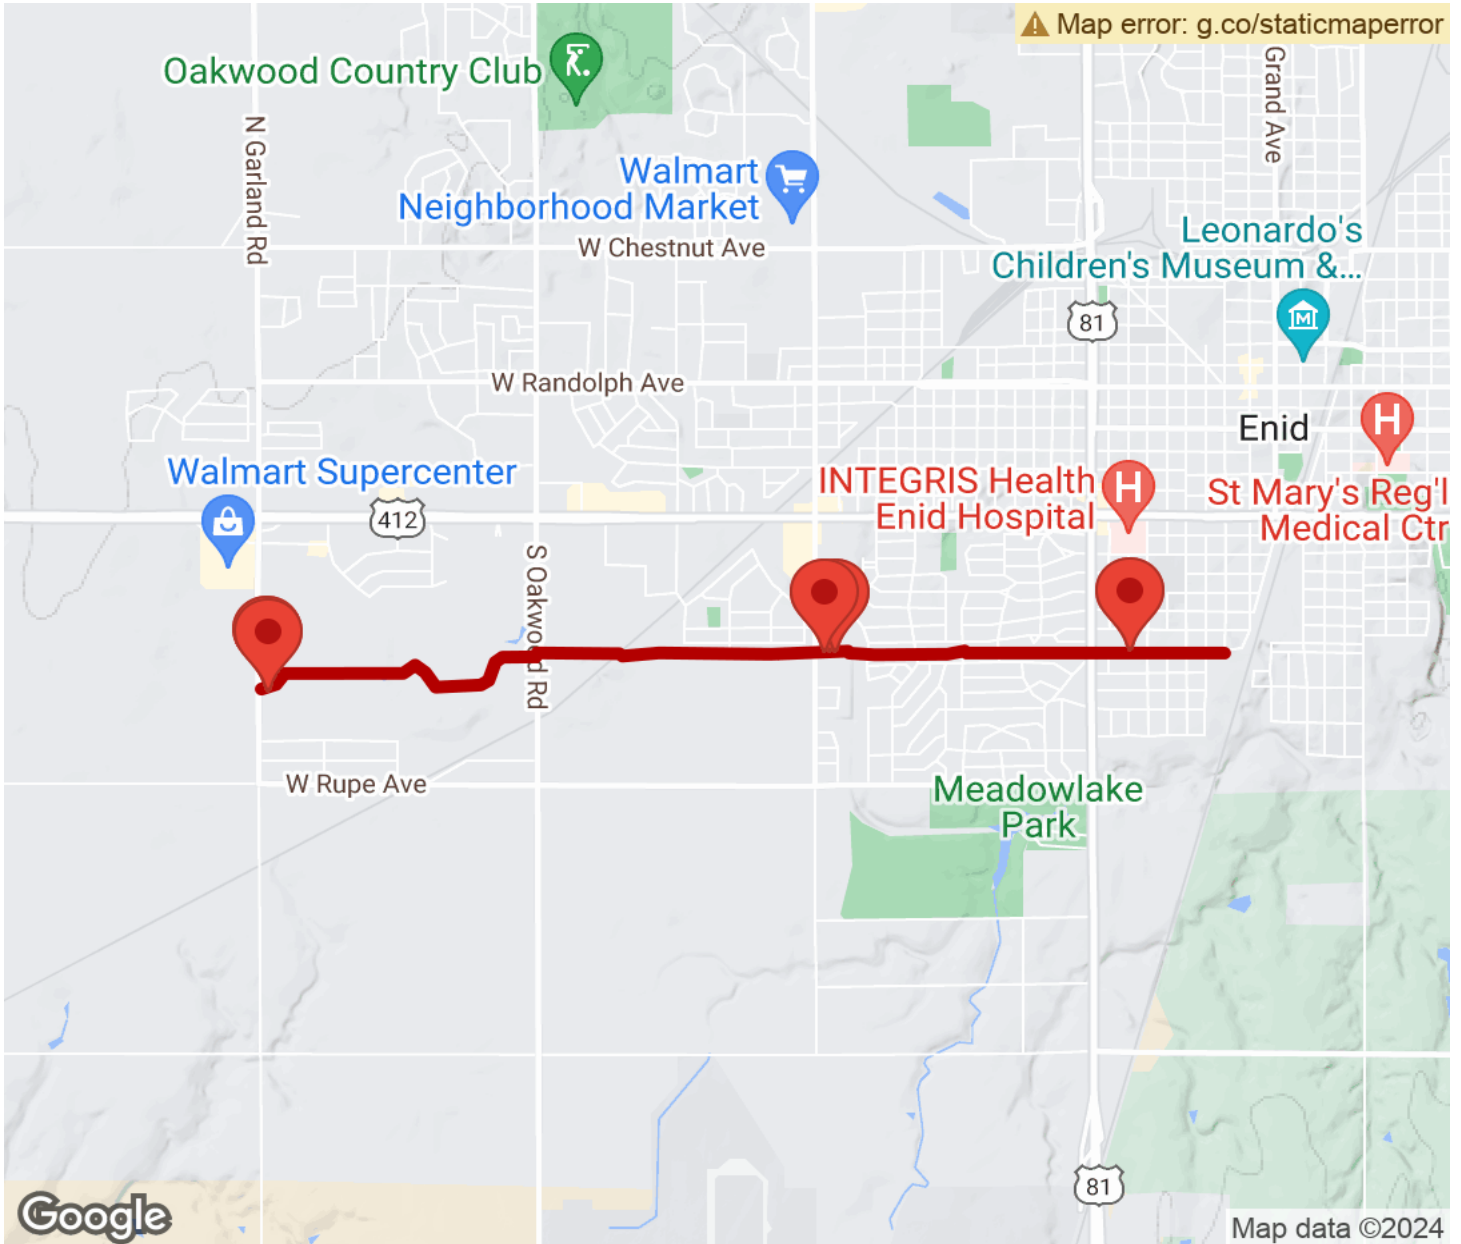 Map error: g.co/staticmaperror
Oakwood Country Club
Grand Ave
N Garland Rd
Walmart
Neighborhood Market
W Chestnut Ave
Leonardo's
Children's Museum &...
81
W Randolph Ave
Enid
Walmart Supercenter
412
INTEGRIS Health
Enid Hospital
H
H
M
St Mary's Reg'l
Medical Ctr
S Oakwood Rd
W Rupe Ave
Meadowlake
Park
81
Google
Map data ©2024